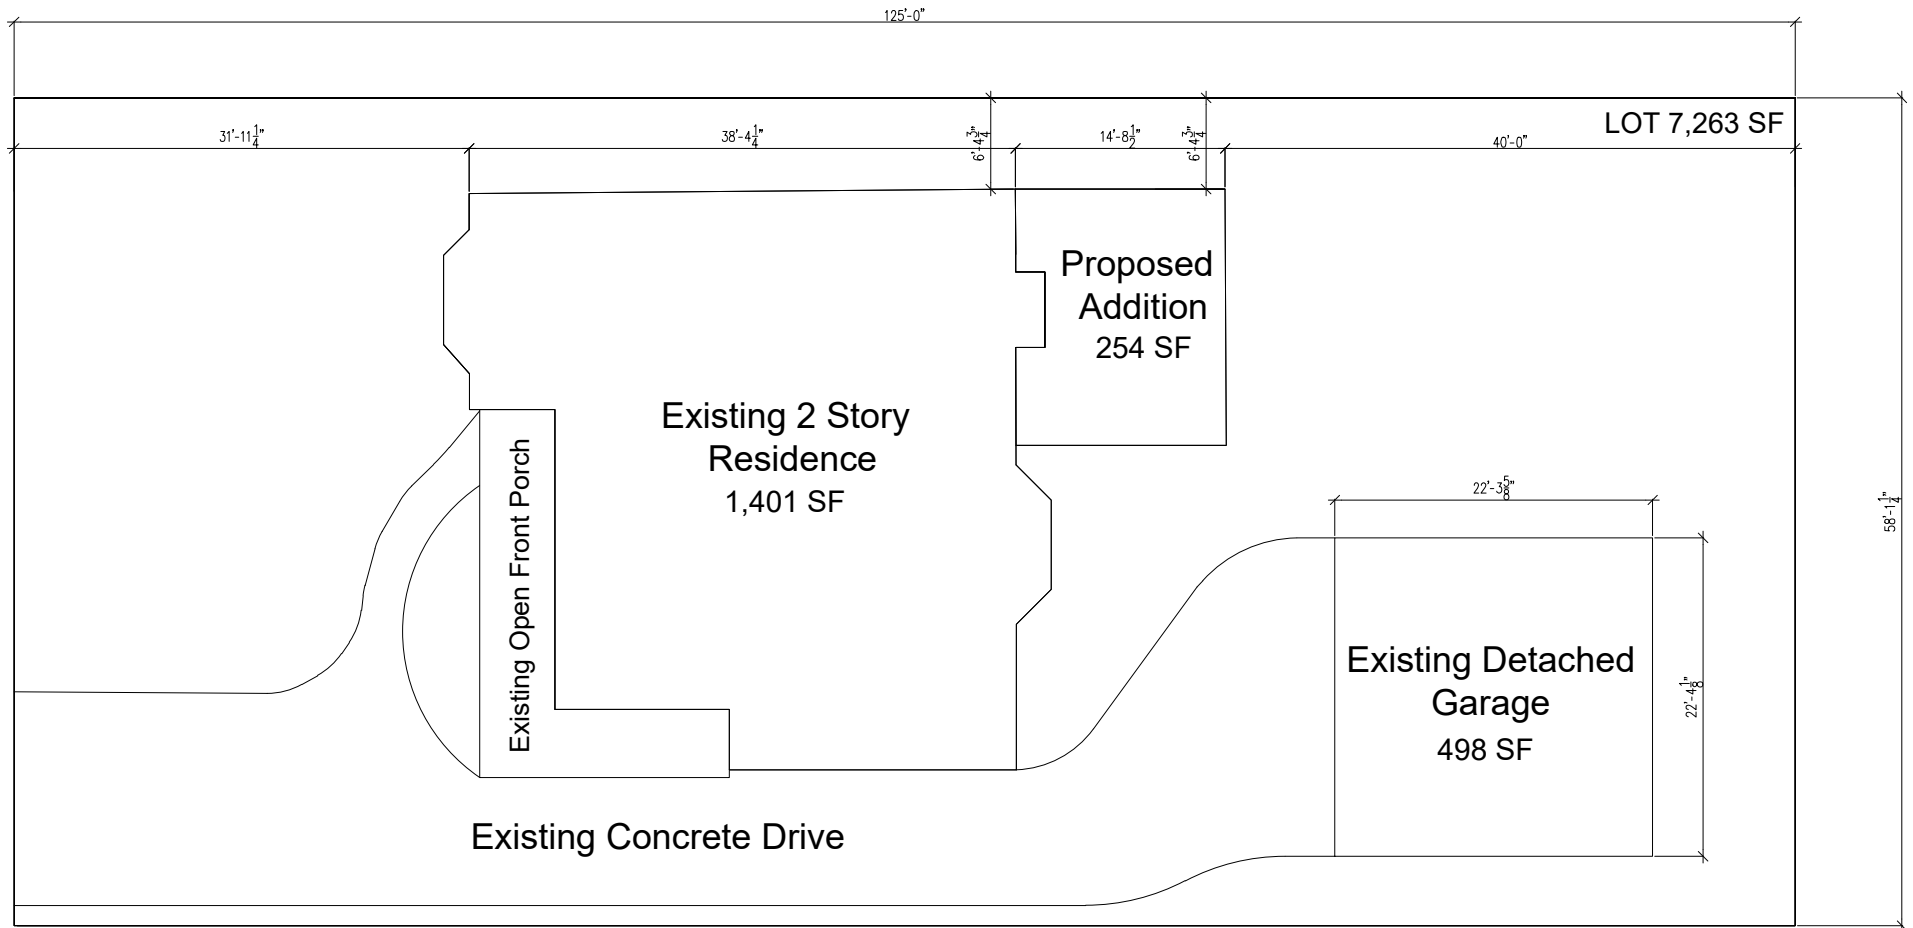 125'-0"
LOT 7,263 SF
31'-11 1/4"
38'-4 1/4"
6'-4 3/4"
14'-8 1/2"
6'-4 3/4"
40'-0"
Proposed
Addition
254 SF
Existing 2 Story
Residence
1,401 SF
Existing Open Front Porch
22'-3 5/8"
58'-1 1/4"
Existing Detached
Garage
498 SF
22'-4 1/8"
Existing Concrete Drive